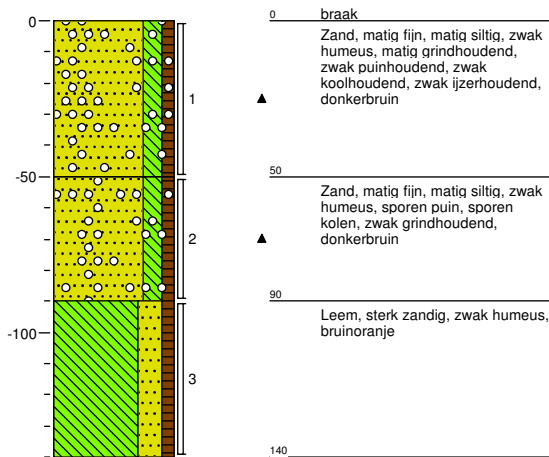 0
0
braak
Zand, matig fijn, matig siltig, zwak
humeus, matig grindhoudend,
zwak puinhoudend, zwak
koolhoudend, zwak ijzerhoudend,
donkerbruin
1
-50
50
Zand, matig fijn, matig siltig, zwak
humeus, sporen puin, sporen
kolen, zwak grindhoudend,
donkerbruin
2
90
Leem, sterk zandig, zwak humeus,
bruinoranje
-100
3
140